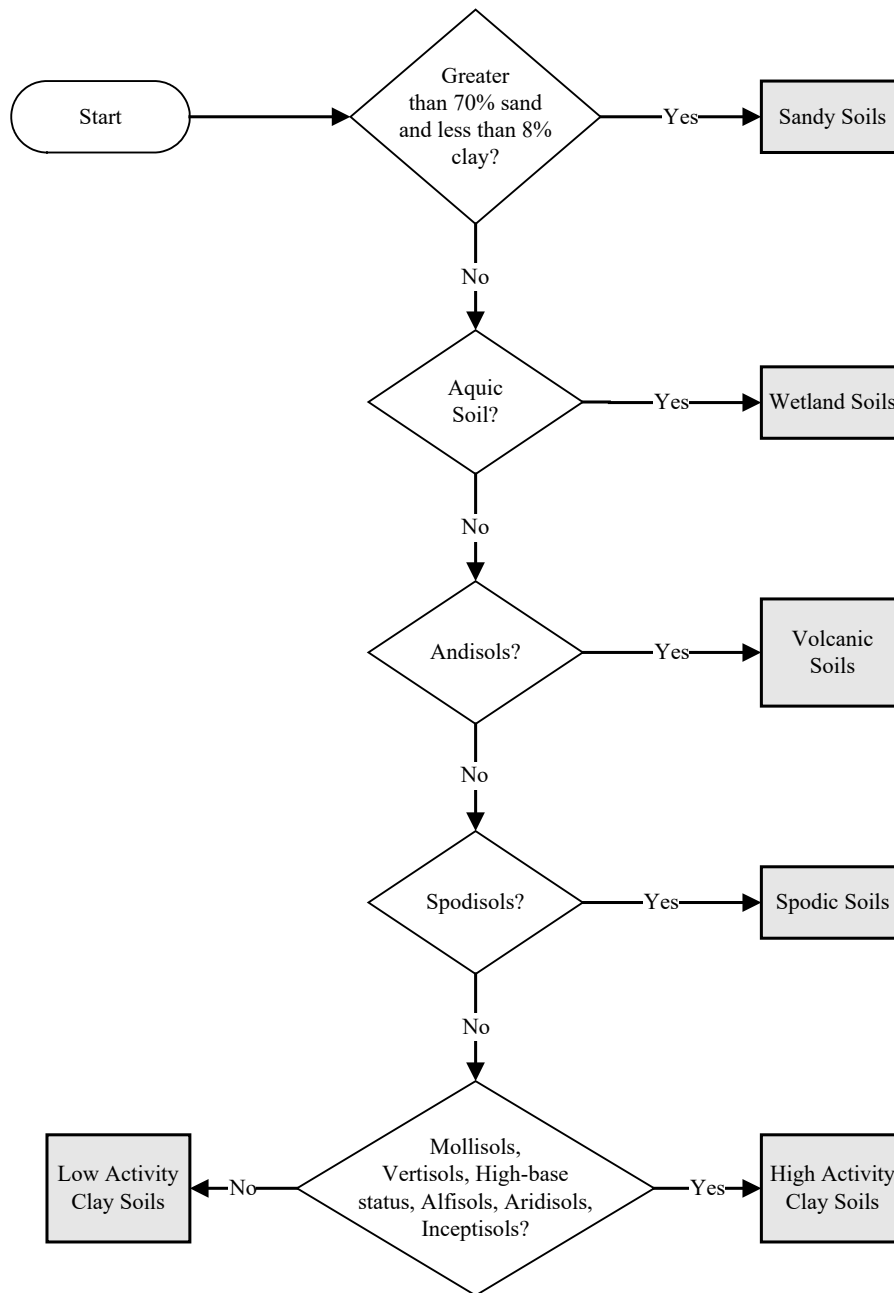 Start
Greater
than 70% sand
and less than 8%
clay?
Yes
Sandy Soils
No
Aquic
Soil?
Yes
Wetland Soils
No
Andisols?
Yes
Volcanic
Soils
No
Spodisols?
Yes
Spodic Soils
No
Low Activity
Clay Soils
No
Mollisols,
Vertisols, High-base
status, Alfisols, Aridisols,
Inceptisols?
Yes
High Activity
Clay Soils